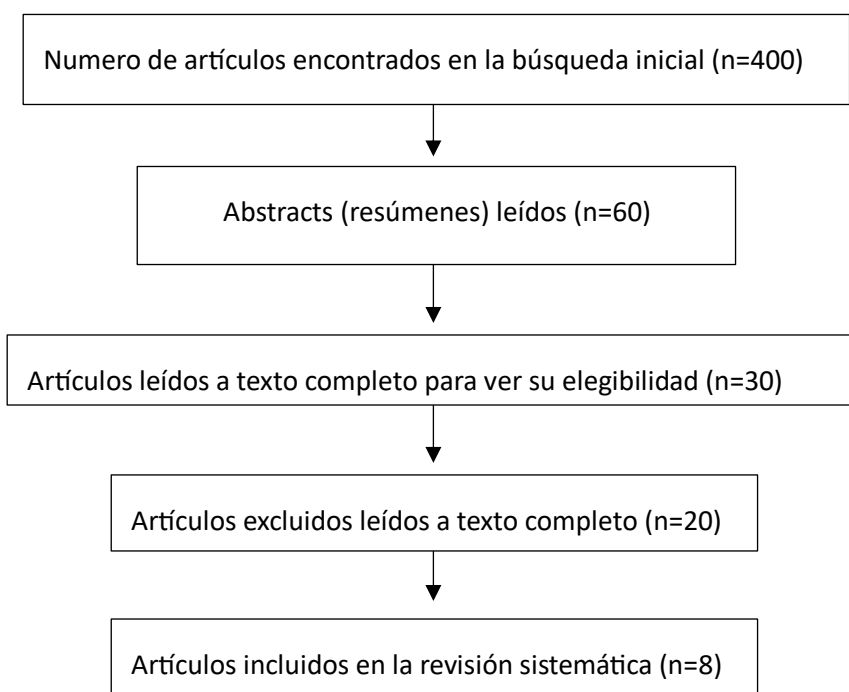 Numero de artículos encontrados en la búsqueda inicial (n=400)
Abstracts (resúmenes) leídos (n=60)
Artículos leídos a texto completo para ver su elegibilidad (n=30)
Artículos excluidos leídos a texto completo (n=20)
Artículos incluidos en la revisión sistemática (n=8)